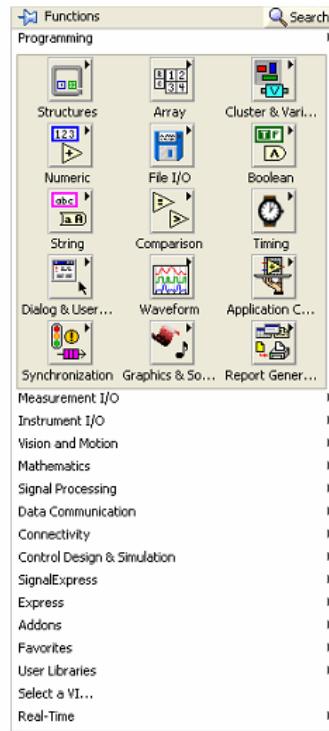 Functions Search
Programming
Structures Array Cluster & Vari...
123
Numeric File I/O Boolean
abc
a A
String Comparison Timing
Dialog & User... Waveform Application C...
Synchronization Graphics & So... Report Gener...
Measurement I/O
Instrument I/O
Vision and Motion
Mathematics
Signal Processing
Data Communication
Connectivity
Control Design & Simulation
SignalExpress
Express
Addons
Favorites
User Libraries
Select a VI...
Real-Time